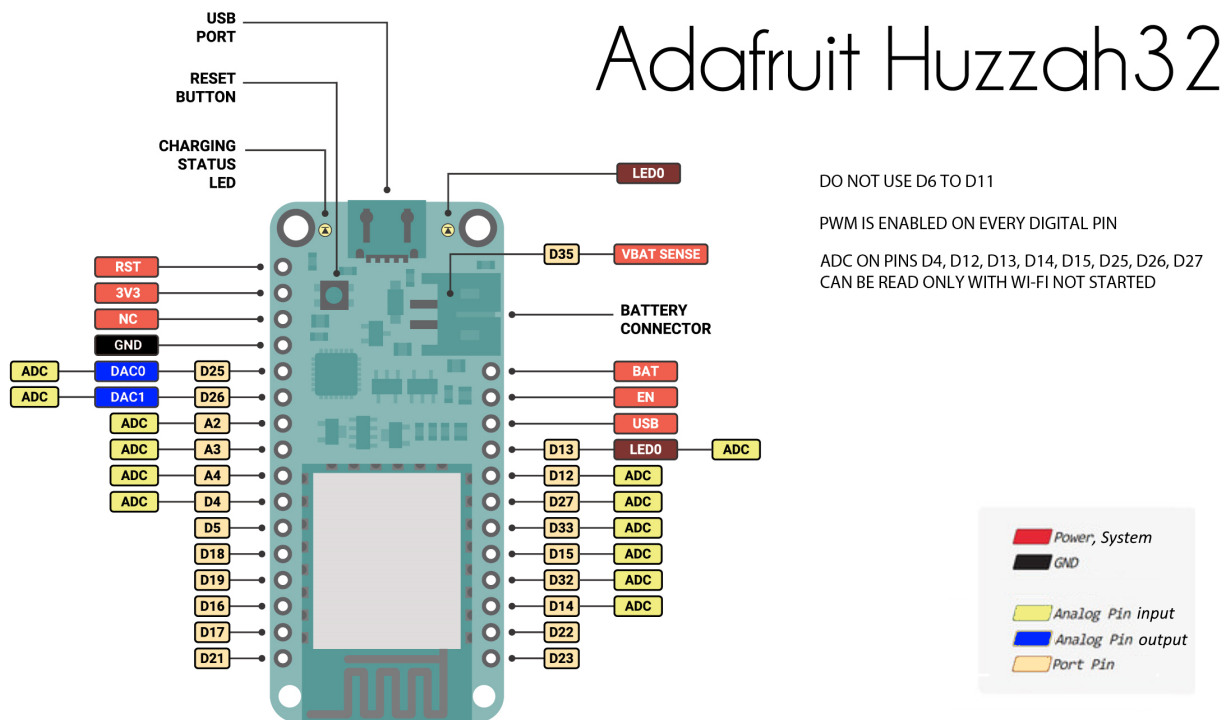 Adafruit Huzzah32
USB
PORT
RESET
BUTTON
CHARGING
STATUS
LED
LED0
D35 VBAT SENSE
BATTERY
CONNECTOR
DO NOT USE D6 TO D11
PWM IS ENABLED ON EVERY DIGITAL PIN
ADC ON PINS D4, D12, D13, D14, D15, D25, D26, D27
CAN BE READ ONLY WITH WI-FI NOT STARTED
RST
3V3
NC
GND
ADC DAC0 D25
ADC DAC1 D26
ADC A2
ADC A3
ADC A4
ADC D4
D5
D18
D19
D16
D17
D21
BAT
EN
USB
D13 LED0 ADC
D12 ADC
D27 ADC
D33 ADC
D15 ADC
D32 ADC
D14 ADC
D22
D23
Power, System
GND
Analog Pin input
Analog Pin output
Port Pin